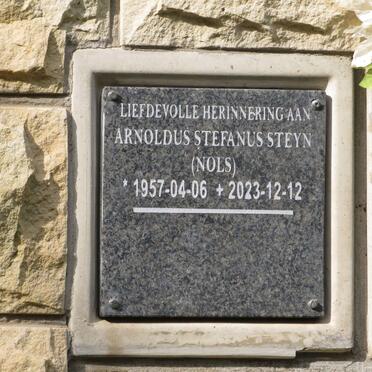 LIEFDEVOLLE HERINNERING AAN
ARNOLDUS STEFANUS STEYN
(NOLS)
* 1957-04-06 + 2023-12-12